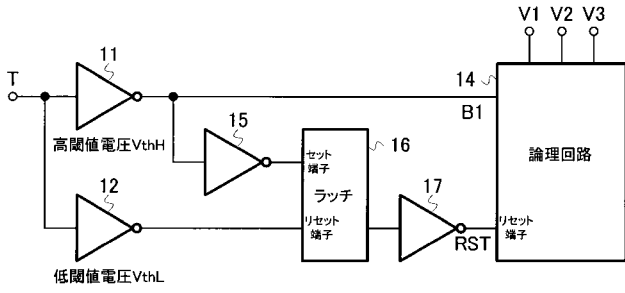 V1 V2 V3
11
T
14
B1
高閾値電圧VthH
15
16
論理回路
セット
端子
12
ラッチ
17
リセット
端子
RST
リセット
端子
低閾値電圧VthL